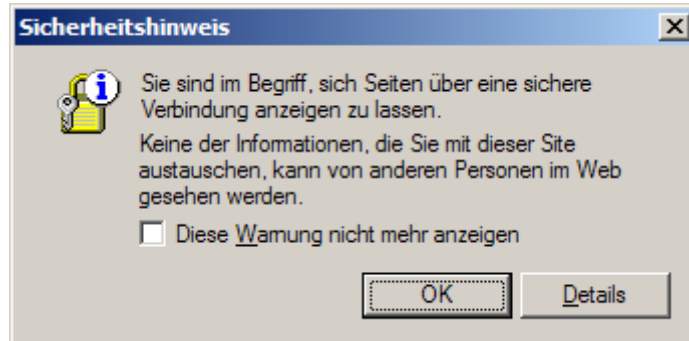 Sicherheitshinweis
Sie sind im Begriff, sich Seiten über eine sichere
Verbindung anzeigen zu lassen.
Keine der Informationen, die Sie mit dieser Site
austauschen, kann von anderen Personen im Web
gesehen werden.
Diese Warnung nicht mehr anzeigen
OK Details